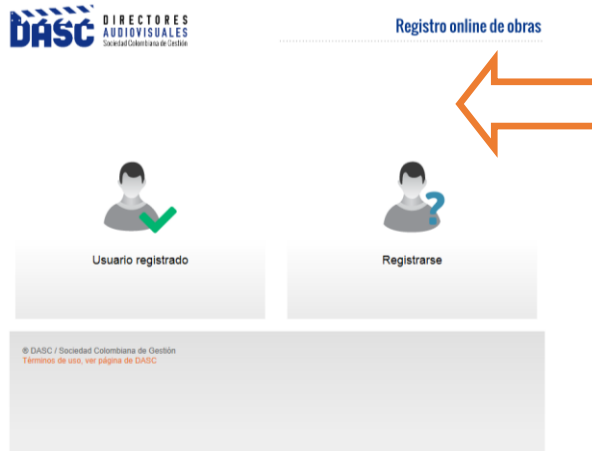 DASC DIRECTORES
AUDIOVISUALES
Sociedad Colombiana de Gestión
Registro online de obras
Usuario registrado
Registrarse
® DASC / Sociedad Colombiana de Gestión
Términos de uso, ver página de DASC